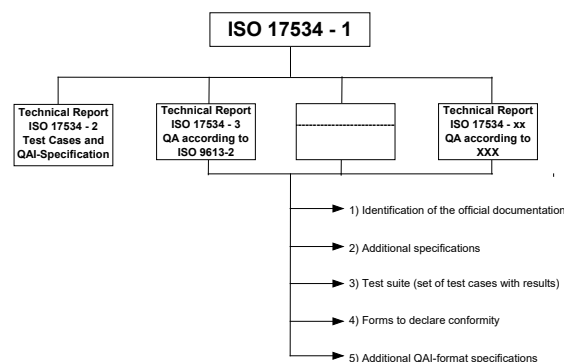 ISO 17534 - 1
Technical Report
ISO 17534 - 2
Test Cases and
QAI-Specification
Technical Report
ISO 17534 - 3
QA according to
ISO 9613-2
Technical Report
ISO 17534 - xx
QA according to
XXX
1) Identification of the official documentation
2) Additional specifications
3) Test suite (set of test cases with results)
4) Forms to declare conformity
5) Additional QAI-format specifications